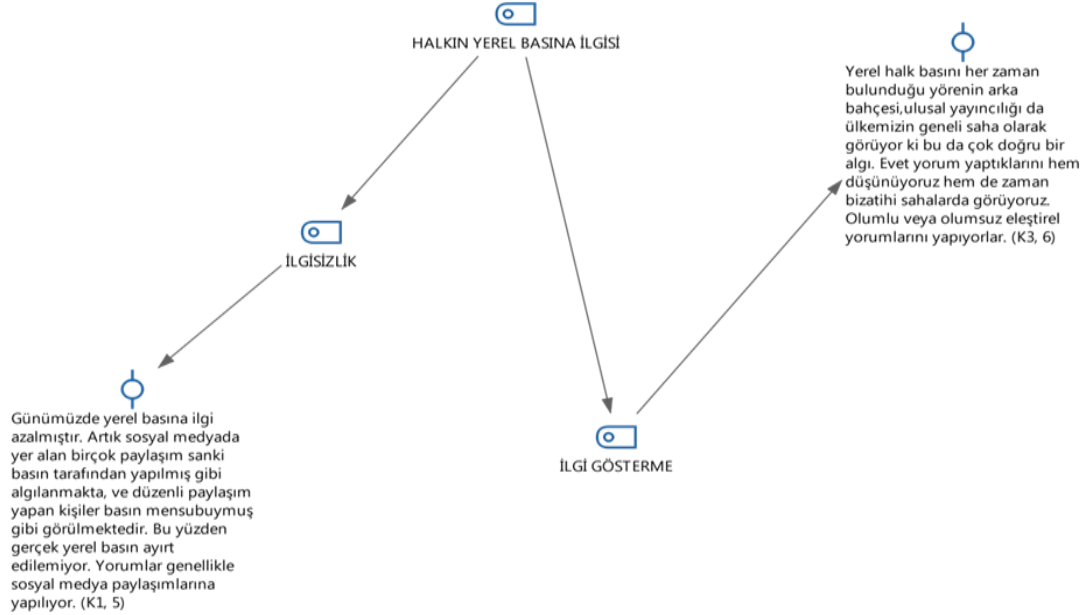 HALKIN YEREL BASINA İLGİSİ
Yerel halk basını her zaman
bulunduğu yörenin arka
bahçesi,ulusal yayıncılığı da
ülkemizin geneli saha olarak
görüyor ki bu da çok doğru bir
algı. Evet yorum yaptıklarını hem
düşünüyoruz hem de zaman
bizatihi sahalarda görüyoruz.
Olumlu veya olumsuz eleştirel
yorumlarını yapıyorlar. (K3, 6)
İLGİSİZLİK
Günümüzde yerel basına ilgi
azalmıştır. Artık sosyal medyada
yer alan birçok paylaşım sanki
basın tarafından yapılmış gibi
algılanmakta, ve düzenli paylaşım
yapan kişiler basın mensubuymuş
gibi görülmektedir. Bu yüzden
gerçek yerel basın ayırt
edilemiyor. Yorumlar genellikle
sosyal medya paylaşımlarına
yapılıyor. (K1, 5)
İLGİ GÖSTERME